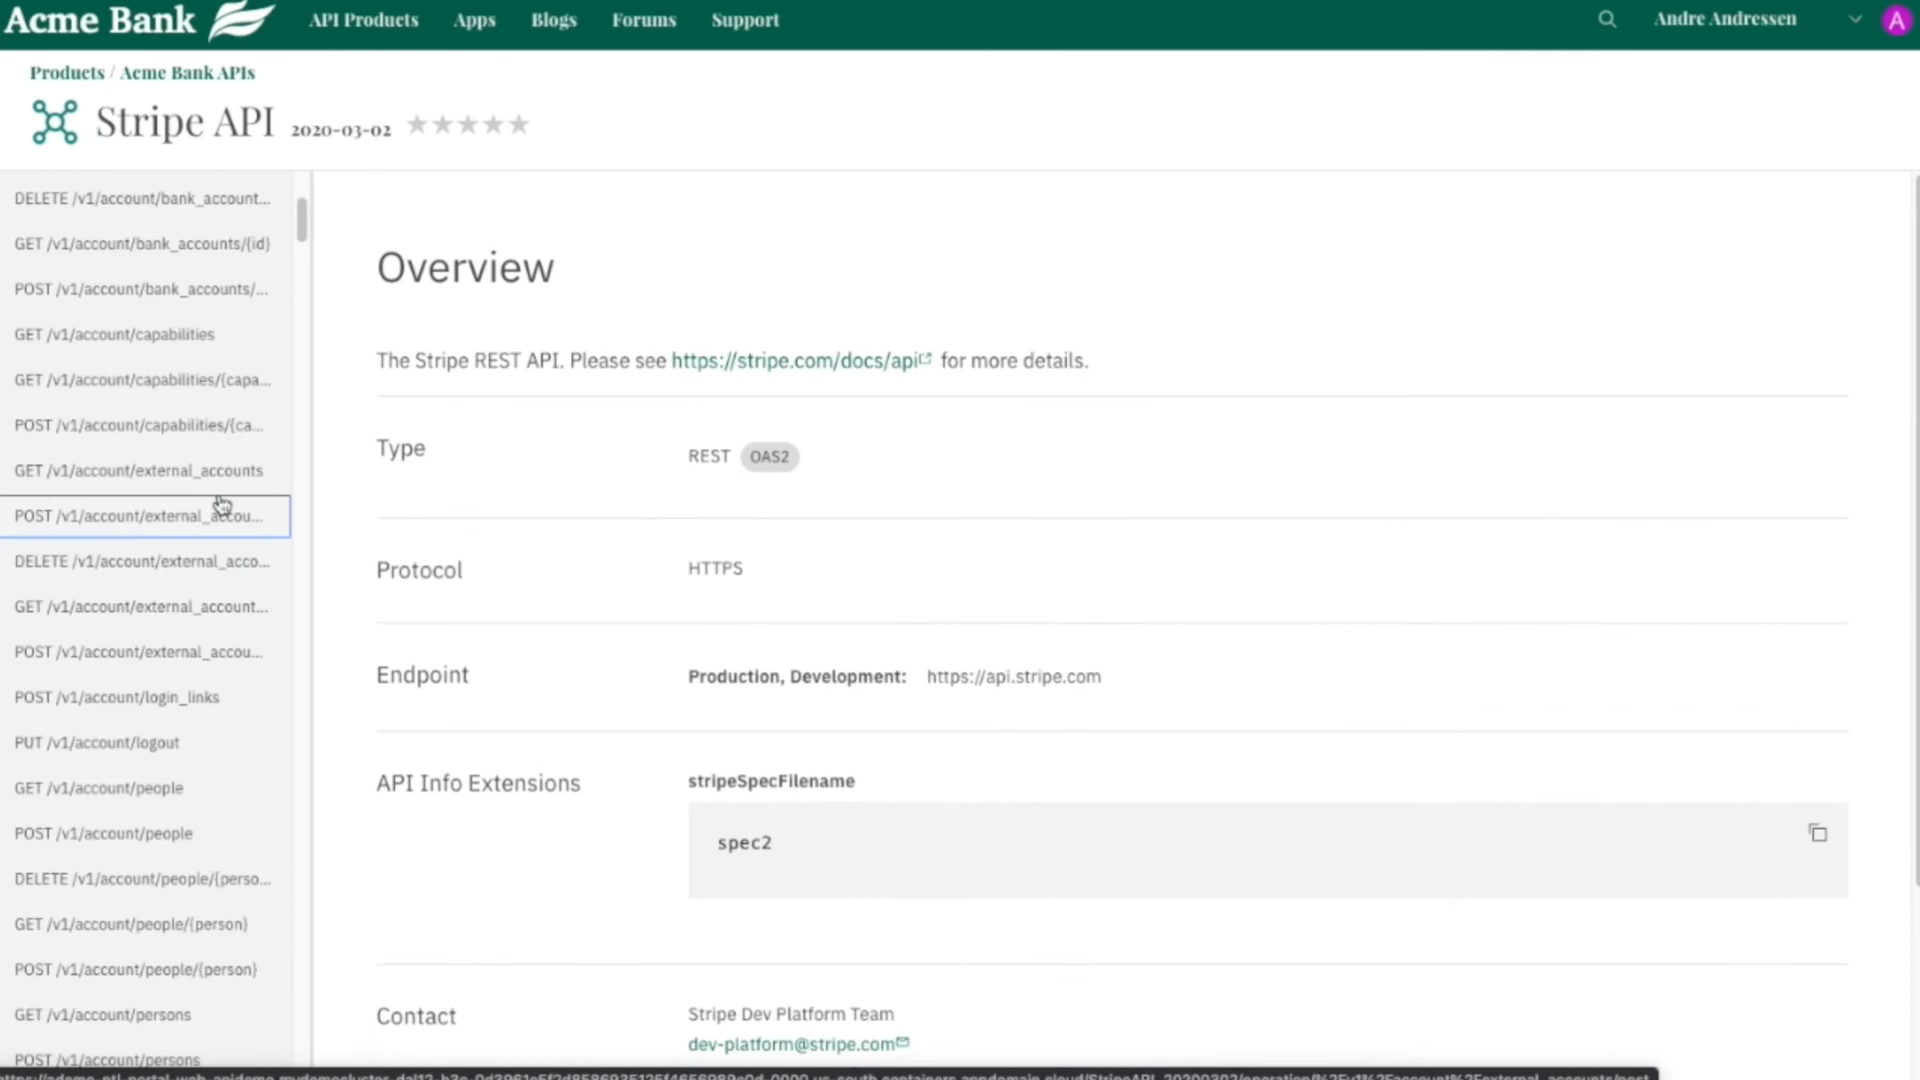 Acme Bank API Products Apps Blogs Forums Support Andre Andressen A
Products / Acme Bank APIs
Stripe API 2020-03-02
DELETE /v1/account/bank_account...
GET /v1/account/bank_accounts/{id}
POST /v1/account/bank_accounts/...
GET /v1/account/capabilities
GET /v1/account/capabilities/{capa...
POST /v1/account/capabilities/{ca...
GET /v1/account/external_accounts
POST /v1/account/external_accou...
DELETE /v1/account/external_acco...
GET /v1/account/external_account...
POST /v1/account/external_accou...
POST /v1/account/login_links
PUT /v1/account/logout
GET /v1/account/people
POST /v1/account/people
DELETE /v1/account/people/{perso...
GET /v1/account/people/{person}
POST /v1/account/people/{person}
GET /v1/account/persons
POST /v1/account/persons
Overview
The Stripe REST API. Please see https://stripe.com/docs/api for more details.
Type REST OAS2
Protocol HTTPS
Endpoint Production, Development: https://api.stripe.com
API Info Extensions stripeSpecFilename
spec2
Contact Stripe Dev Platform Team
dev-platform@stripe.com